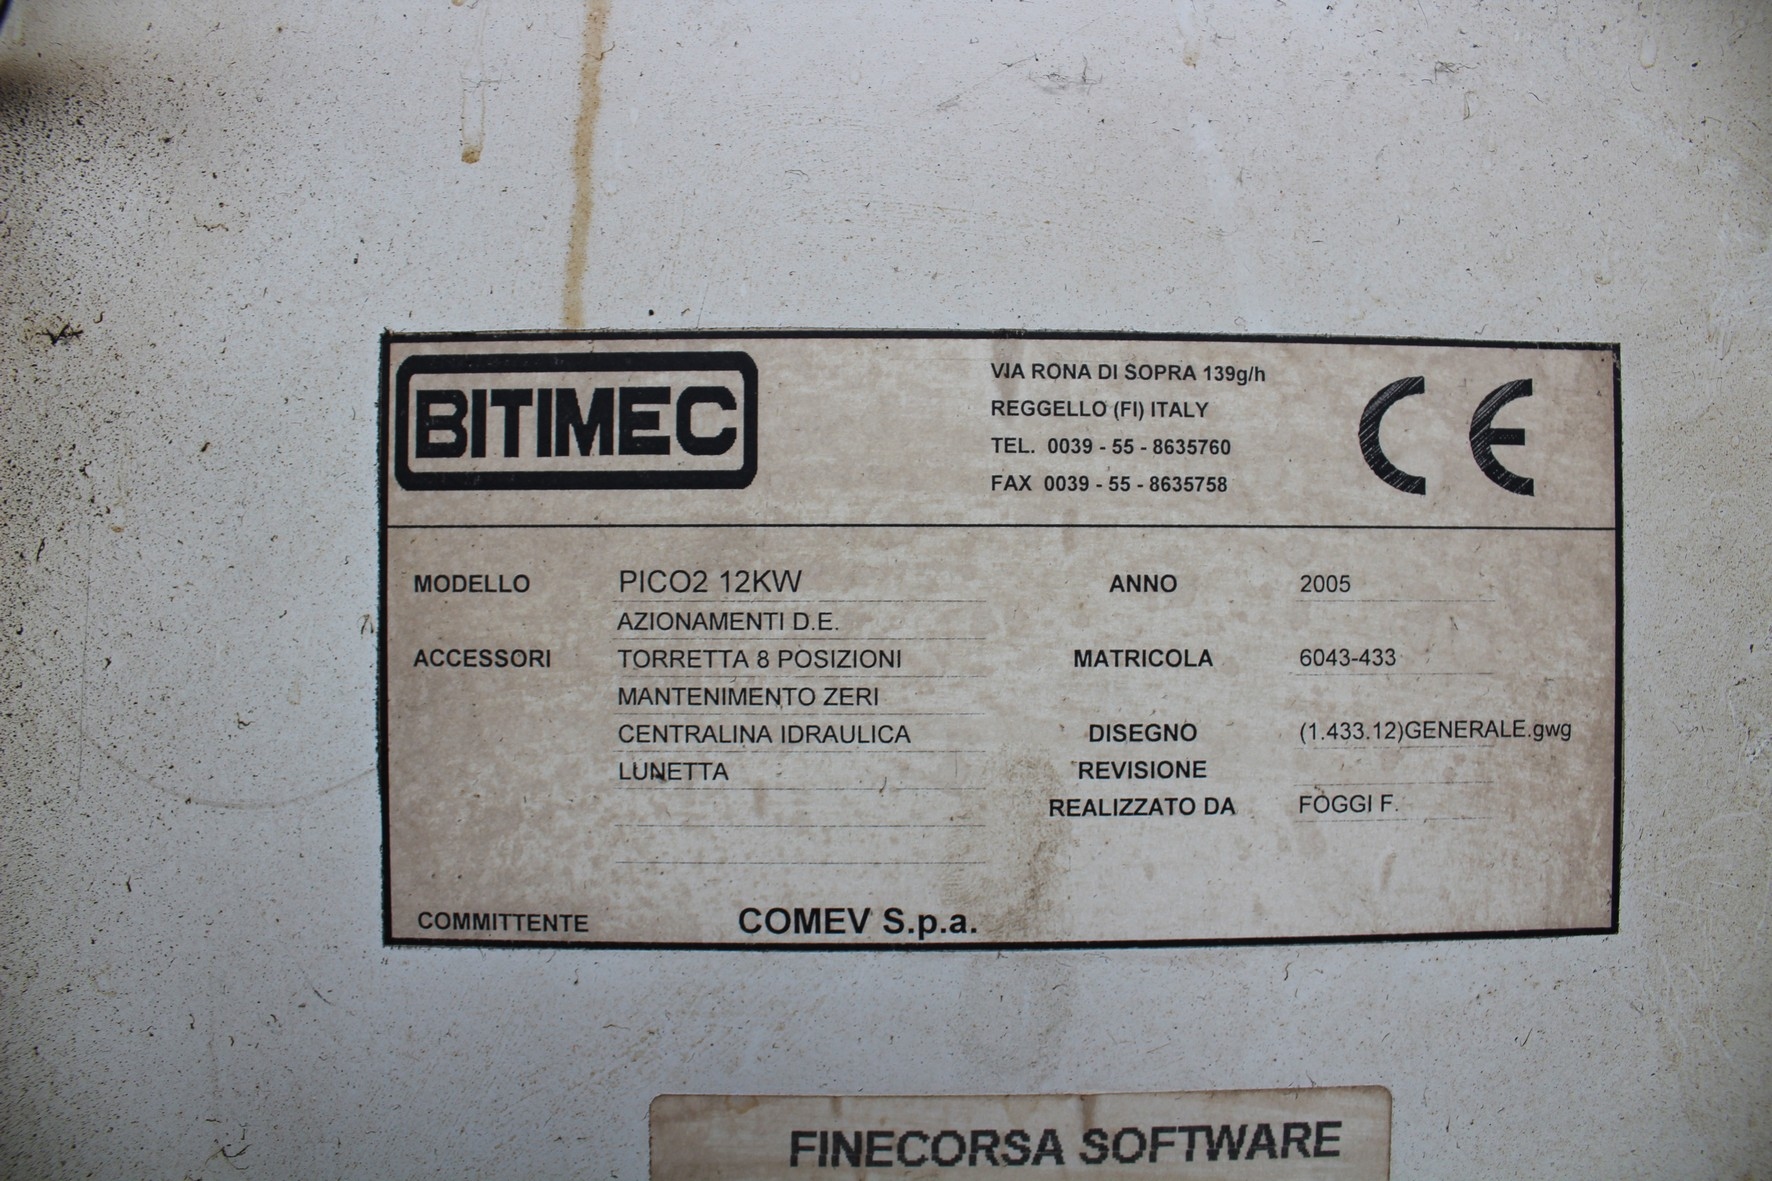 BITIMEC
VIA RONA DI SOPRA 139g/h
REGGELLO (FI) ITALY
TEL. 0039 - 55 - 8635760
FAX 0039 - 55 - 8635758
CE
MODELLO PICO2 12KW ANNO 2005
AZIONAMENTI D.E.
ACCESSORI TORRETTA 8 POSIZIONI MATRICOLA 6043-433
MANTENIMENTO ZERI
CENTRALINA IDRAULICA DISEGNO (1.433.12)GENERALE.gwg
LUNETTA REVISIONE
REALIZZATO DA FOGGI F.
COMMITTENTE COMEV S.p.a.
FINECORSA SOFTWARE